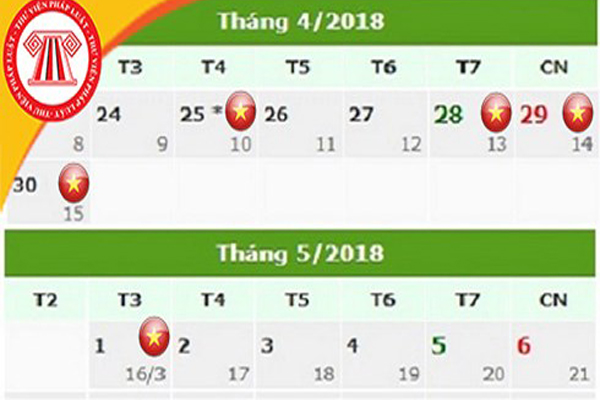 Tháng 4/2018
THƯ VIỆN PHÁP LUẬT · THƯ VIỆN PHÁP LUẬT ·
T3 T4 T5 T6 T7 CN
24 25 * 26 27 28 29
8 9 10 11 12 13 14
30
15
Tháng 5/2018
T2 T3 T4 T5 T6 T7 CN
1 2 3 4 5 6
16/3 17 18 19 20 21